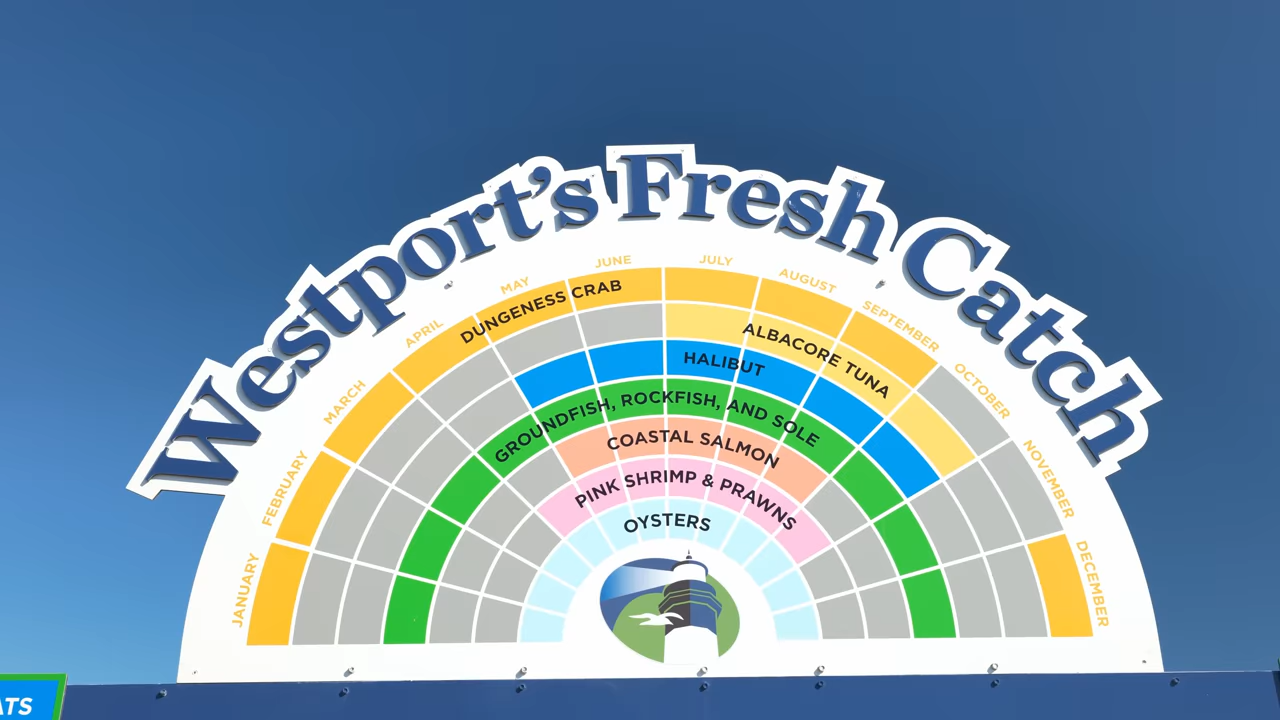 Westport's Fresh Catch
JANUARY
FEBRUARY
MARCH
APRIL
MAY
JUNE
JULY
AUGUST
SEPTEMBER
OCTOBER
NOVEMBER
DECEMBER
DUNGENESS CRAB
ALBACORE TUNA
HALIBUT
GROUNDFISH, ROCKFISH, AND SOLE
COASTAL SALMON
PINK SHRIMP & PRAWNS
OYSTERS